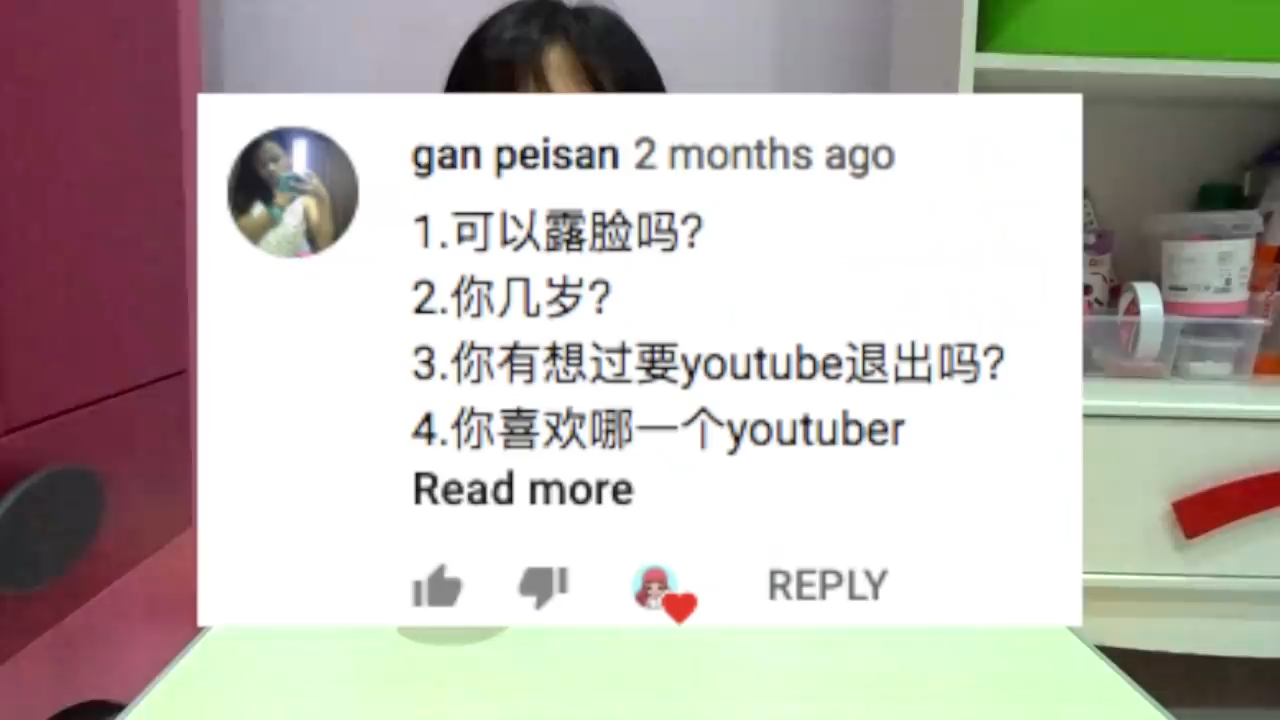 gan peisan 2 months ago
1.可以露脸吗?
2.你几岁?
3.你有想过要youtube退出吗?
4.你喜欢哪一个youtuber
Read more
REPLY